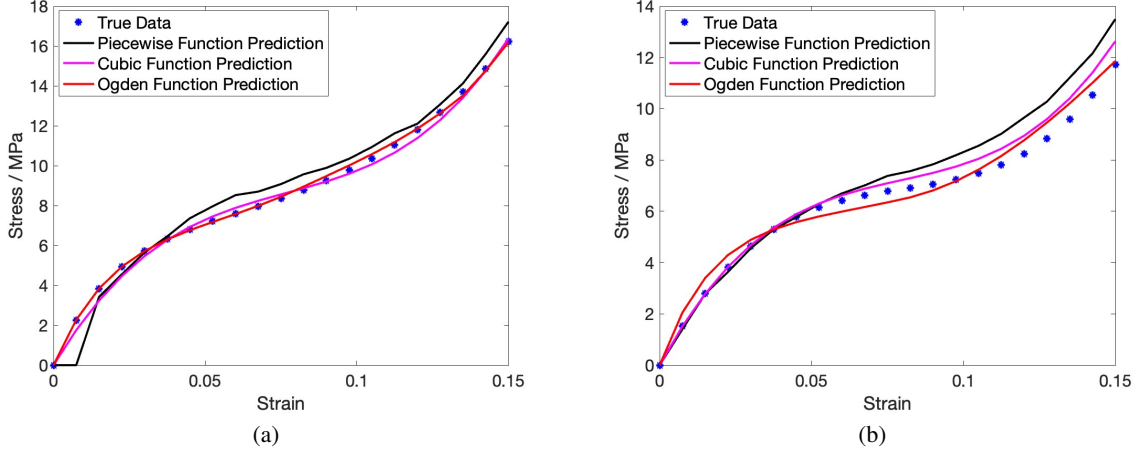 18
16
14
12
10
8
6
4
2
0
Stress / MPa
True Data
Piecewise Function Prediction
Cubic Function Prediction
Ogden Function Prediction
0
0.05
0.1
0.15
Strain
(a)
14
12
10
8
6
4
2
0
Stress / MPa
True Data
Piecewise Function Prediction
Cubic Function Prediction
Ogden Function Prediction
0
0.05
0.1
0.15
Strain
(b)